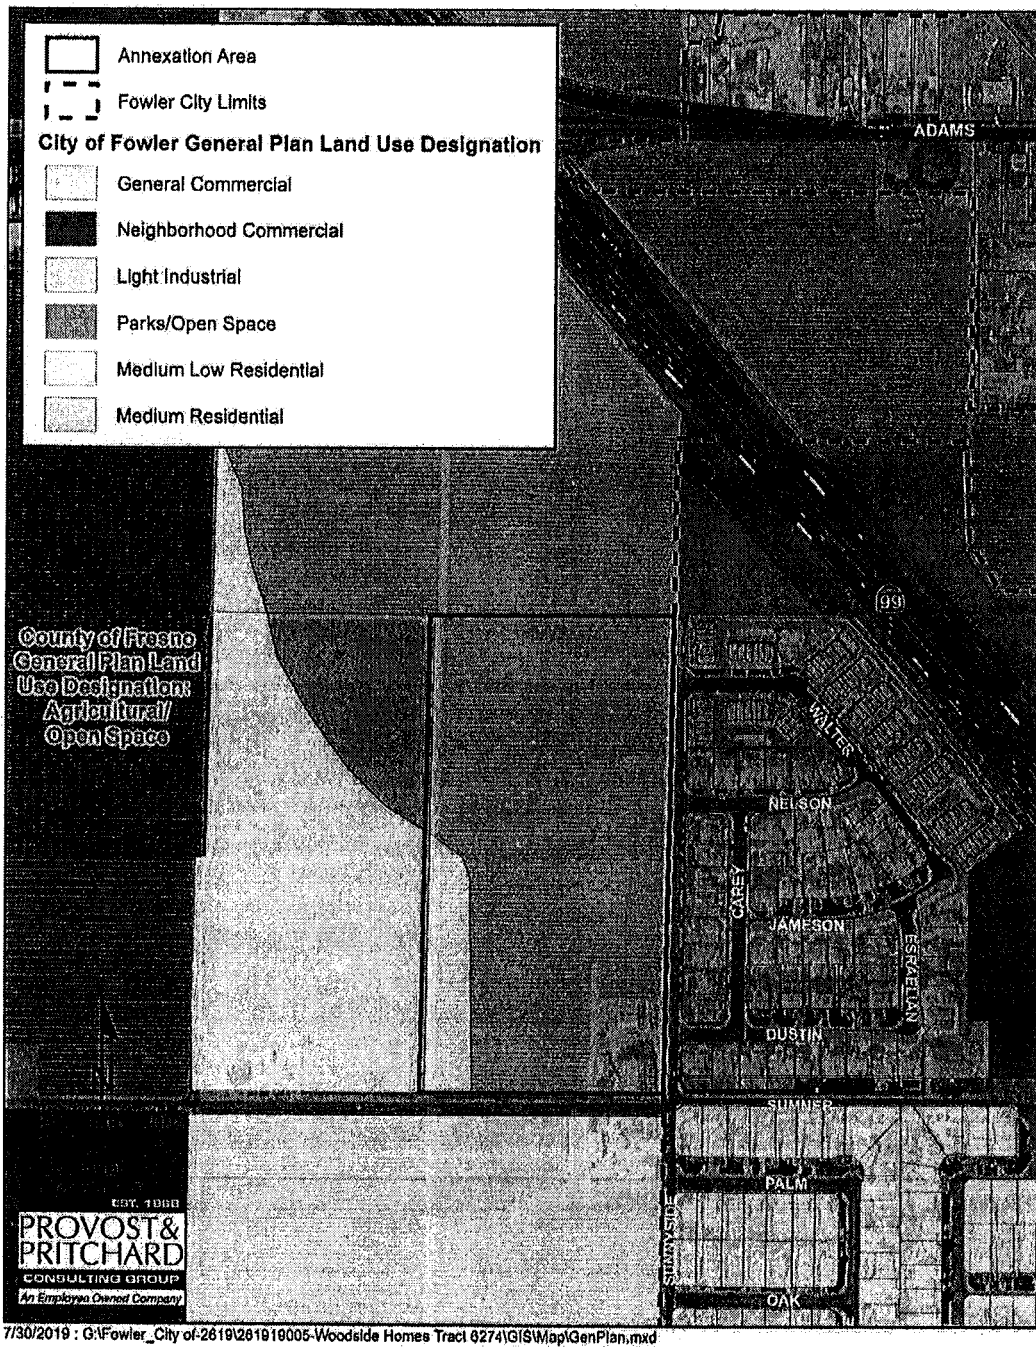 Annexation Area
Fowler City Limits
City of Fowler General Plan Land Use Designation
General Commercial
Neighborhood Commercial
Light Industrial
Parks/Open Space
Medium Low Residential
Medium Residential
ADAMS
99
County of Fresno
General Plan Land
Use Designation:
Agricultural/
Open Space
WALTER
NELSON
CAREY
JAMESON
ESRAELIAN
DUSTIN
SUMNER
PALM
SUNNYSIDE
OAK
EST. 1968
PROVOST&
PRITCHARD
CONSULTING GROUP
An Employee Owned Company
7/30/2019 : G:\Fowler_City of-2619\261919005-Woodside Homes Tract 6274\GIS\Map\GenPlan.mxd